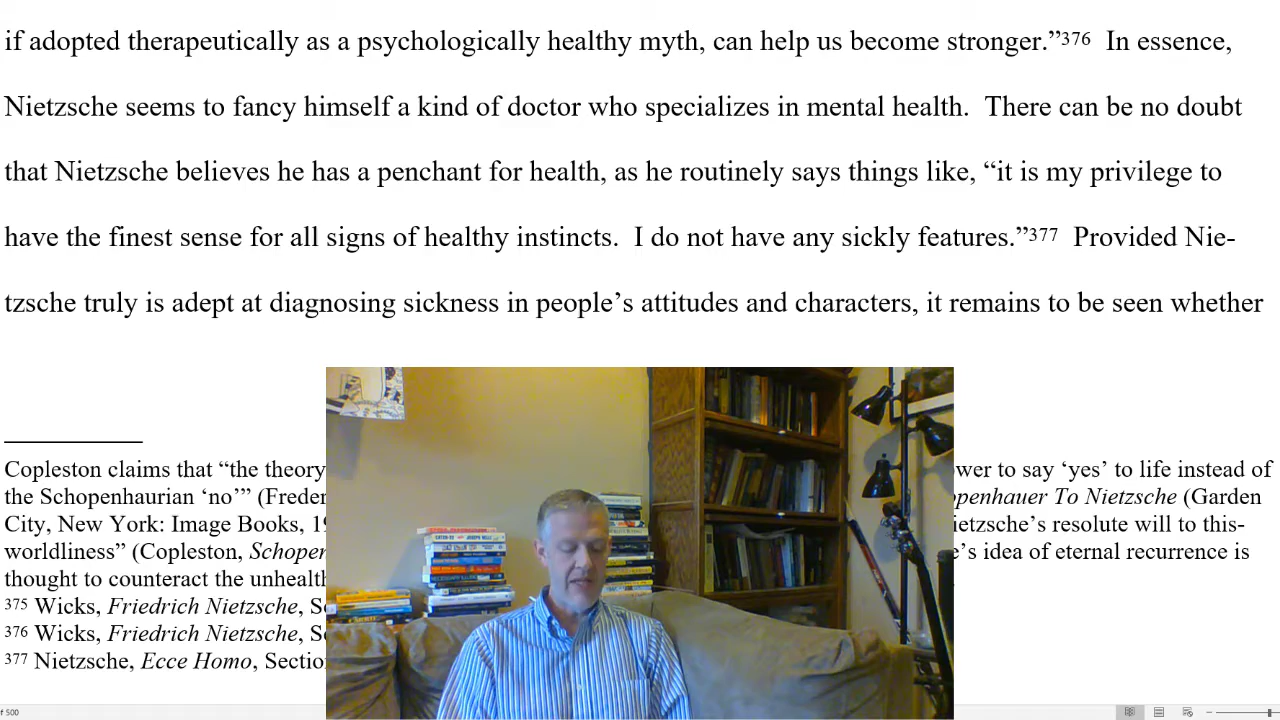 if adopted therapeutically as a psychologically healthy myth, can help us become stronger.”376 In essence,
Nietzsche seems to fancy himself a kind of doctor who specializes in mental health. There can be no doubt
that Nietzsche believes he has a penchant for health, as he routinely says things like, “it is my privilege to
have the finest sense for all signs of healthy instincts. I do not have any sickly features.”377 Provided Nie-
tzsche truly is adept at diagnosing sickness in people’s attitudes and characters, it remains to be seen whether
Copleston claims that “the theory wer to say ‘yes’ to life instead of
the Schopenhaurian ‘no’” (Freder penhauer To Nietzsche (Garden
City, New York: Image Books, 19 ietzsche’s resolute will to this-
worldliness” (Copleston, Schopen e’s idea of eternal recurrence is
thought to counteract the unhealth
375 Wicks, Friedrich Nietzsche, S
376 Wicks, Friedrich Nietzsche, S
377 Nietzsche, Ecce Homo, Section
f 500